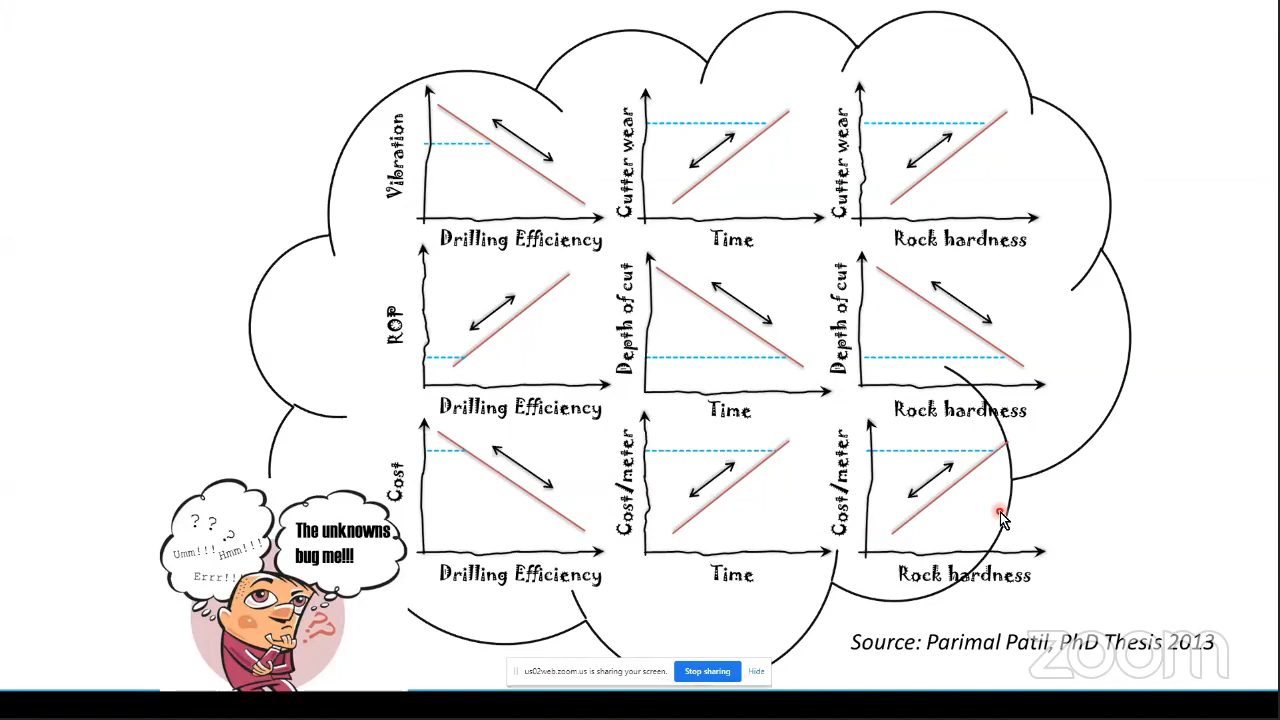 Vibration
Drilling Efficiency
Cutter wear
Time
Cutter wear
Rock hardness
ROP
Drilling Efficiency
Depth of cut
Time
Depth of cut
Rock hardness
Cost
Drilling Efficiency
Cost/meter
Time
Cost/meter
Rock hardness
? ?
?
Umm!!! Hmm!!!
Errr!!!
The unknowns
bug me!!!
??
Source: Parimal Patil, PhD Thesis 2013
zoom
us02web.zoom.us is sharing your screen.
Stop sharing
Hide